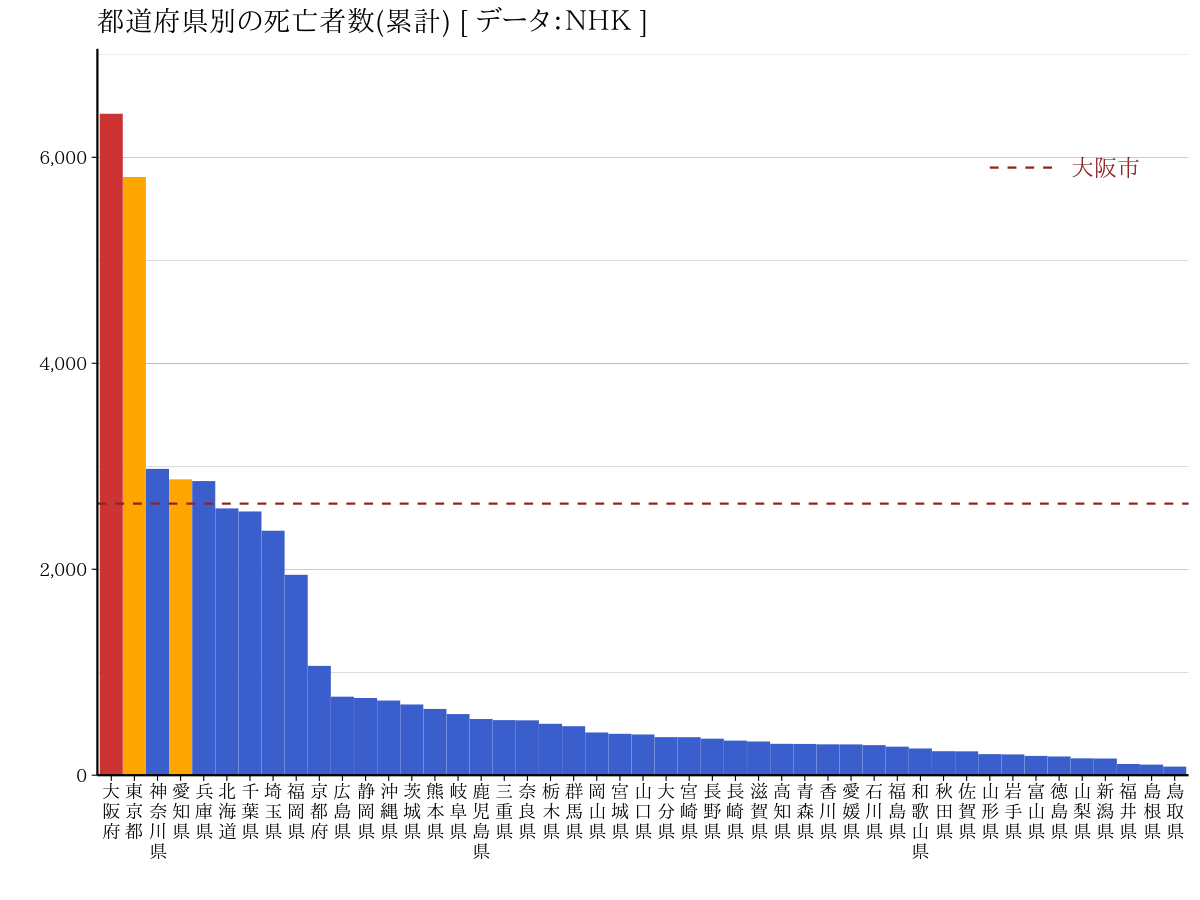 都道府県別の死亡者数(累計) [ データ:NHK ]
6,000
4,000
2,000
0
大阪市
大阪府
東京都
神奈川県
愛知県
兵庫県
北海道
千葉県
埼玉県
福岡県
京都府
広島県
静岡県
沖縄県
茨城県
熊本県
岐阜県
鹿児島県
三重県
奈良県
栃木県
群馬県
岡山県
宮城県
山口県
大分県
宮崎県
長野県
長崎県
滋賀県
高知県
青森県
香川県
愛媛県
石川県
福島県
和歌山県
秋田県
佐賀県
山形県
岩手県
富山県
徳島県
山梨県
新潟県
福井県
島根県
鳥取県